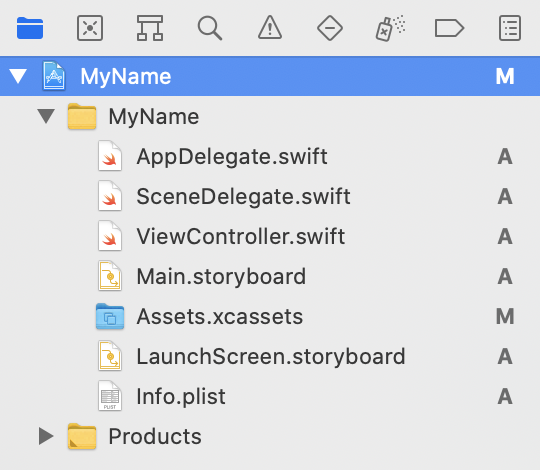 MyName M
MyName
AppDelegate.swift A
SceneDelegate.swift A
ViewController.swift A
Main.storyboard A
Assets.xcassets M
LaunchScreen.storyboard A
Info.plist A
Products